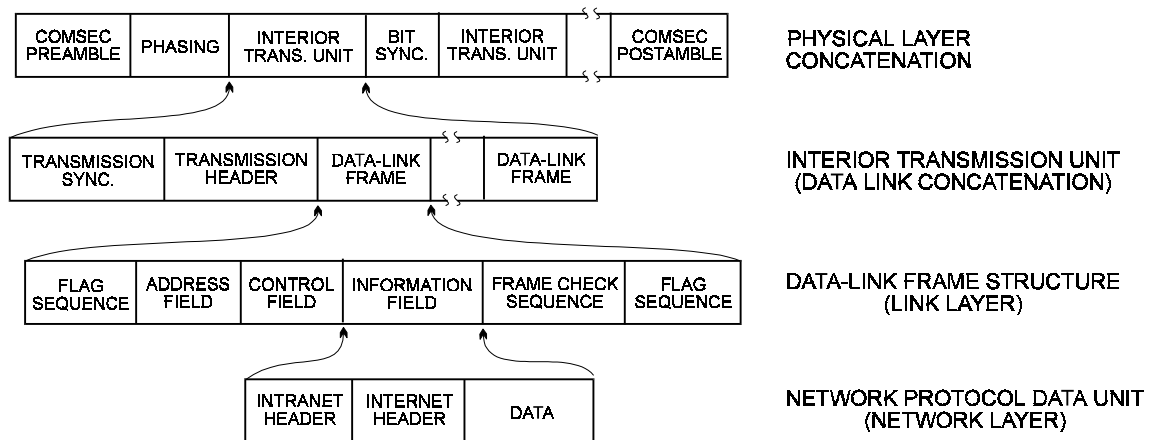 COMSEC PREAMBLE
PHASING
INTERIOR TRANS. UNIT
BIT SYNC.
INTERIOR TRANS. UNIT
COMSEC POSTAMBLE
PHYSICAL LAYER
CONCATENATION
TRANSMISSION SYNC.
TRANSMISSION HEADER
DATA-LINK FRAME
DATA-LINK FRAME
INTERIOR TRANSMISSION UNIT
(DATA LINK CONCATENATION)
FLAG SEQUENCE
ADDRESS FIELD
CONTROL FIELD
INFORMATION FIELD
FRAME CHECK SEQUENCE
FLAG SEQUENCE
DATA-LINK FRAME STRUCTURE
(LINK LAYER)
INTRANET HEADER
INTERNET HEADER
DATA
NETWORK PROTOCOL DATA UNIT
(NETWORK LAYER)